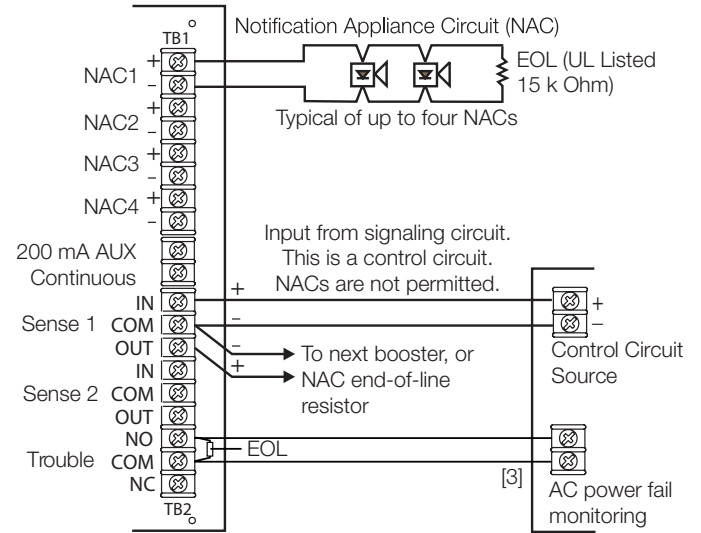 Notification Appliance Circuit (NAC)
TB1
EOL (UL Listed
15 k Ohm)
+
NAC1
–
+
NAC2
–
+
NAC3
–
+
NAC4
–
Typical of up to four NACs
200 mA AUX
Continuous
Input from signaling circuit.
This is a control circuit.
NACs are not permitted.
IN
+
+
Sense 1
COM
–
–
OUT
–
+
To next booster, or
NAC end-of-line
resistor
Control Circuit
Source
IN
Sense 2
COM
OUT
NO
Trouble
COM
NC
EOL
[3]
AC power fail
monitoring
TB2